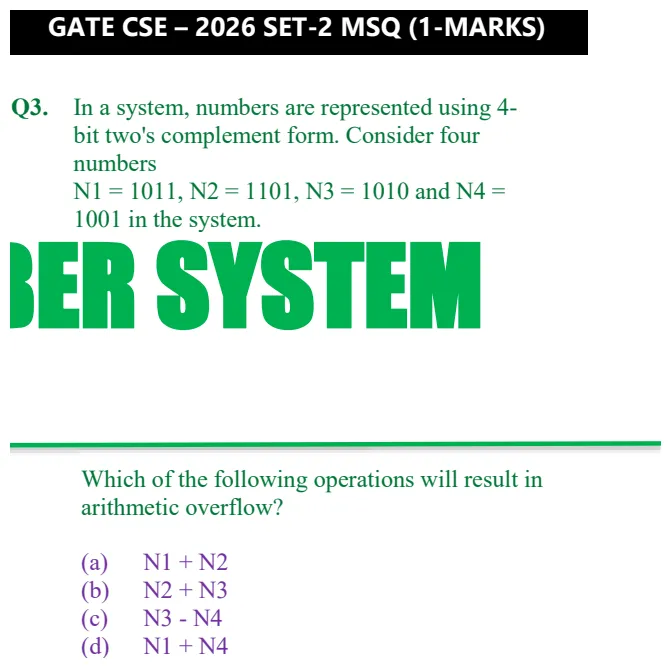 GATE CSE – 2026 SET-2 MSQ (1-MARKS)
Q3. In a system, numbers are represented using 4-
bit two's complement form. Consider four
numbers
N1 = 1011, N2 = 1101, N3 = 1010 and N4 =
1001 in the system.
BER SYSTEM
Which of the following operations will result in
arithmetic overflow?
(a) N1 + N2
(b) N2 + N3
(c) N3 - N4
(d) N1 + N4